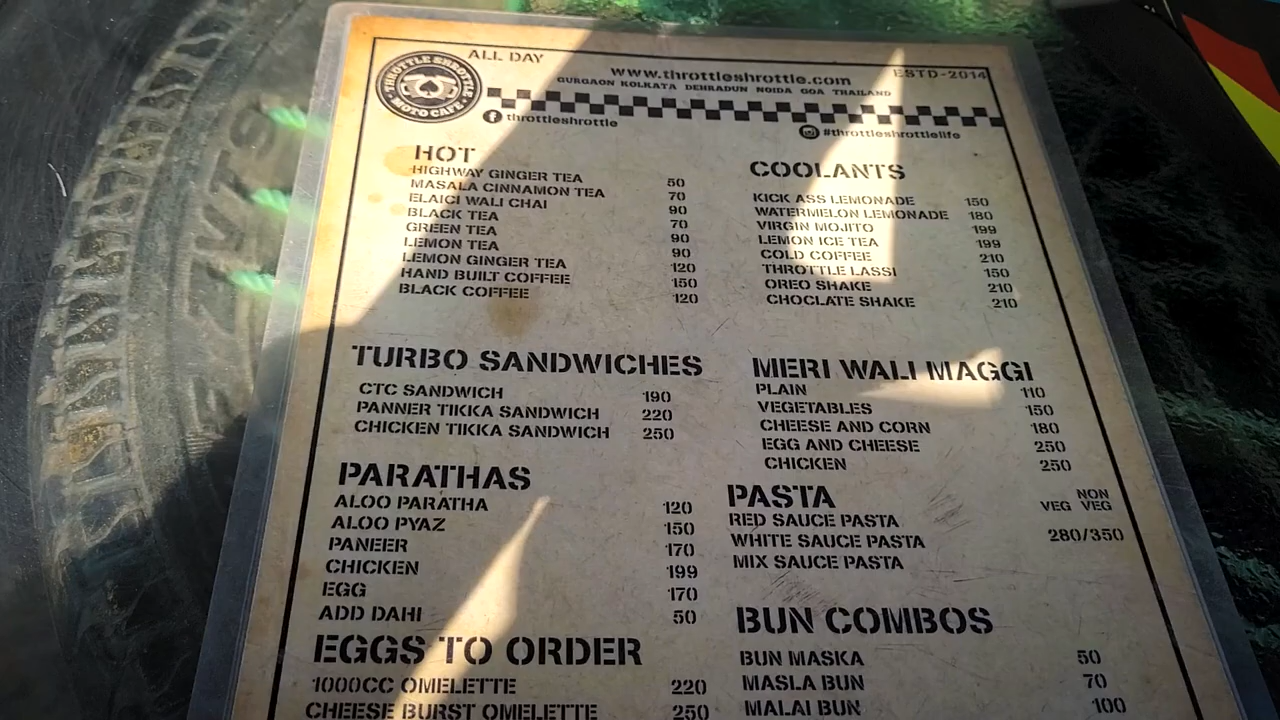 ALL DAY
THROTTLE SHROTTLE
MOTO CAFE
www.throttleshrottle.com
ESTD-2014
GURGAON KOLKATA DEHRADUN NOIDA GOA THAILAND
throttleshrottle
#throttleshrottlelife
HOT
HIGHWAY GINGER TEA 50
MASALA CINNAMON TEA 70
ELAICI WALI CHAI 90
BLACK TEA 70
GREEN TEA 90
LEMON TEA 90
LEMON GINGER TEA 120
HAND BUILT COFFEE 150
BLACK COFFEE 120
COOLANTS
KICK ASS LEMONADE 150
WATERMELON LEMONADE 180
VIRGIN MOJITO 199
LEMON ICE TEA 199
COLD COFFEE 210
THROTTLE LASSI 150
OREO SHAKE 210
CHOCLATE SHAKE 210
TURBO SANDWICHES
CTC SANDWICH 190
PANNER TIKKA SANDWICH 220
CHICKEN TIKKA SANDWICH 250
MERI WALI MAGGI
PLAIN 110
VEGETABLES 150
CHEESE AND CORN 180
EGG AND CHEESE 250
CHICKEN 250
PARATHAS
ALOO PARATHA 120
ALOO PYAZ 150
PANEER 170
CHICKEN 199
EGG 170
ADD DAHI 50
PASTA
NON
VEG VEG
RED SAUCE PASTA
WHITE SAUCE PASTA 280/350
MIX SAUCE PASTA
EGGS TO ORDER
1000CC OMELETTE 220
CHEESE BURST OMELETTE 250
BUN COMBOS
BUN MASKA 50
MASLA BUN 70
MALAI BUN 100